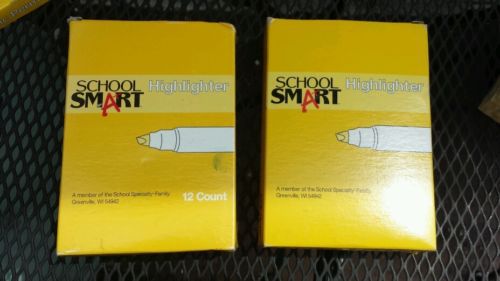 SCHOOL
SMART
Highlighter
A member of the School Specialty Family
Greenville, WI 54942
12 Count
SCHOOL
SMART
Highlighter
A member of the School Specialty Family
Greenville, WI 54942